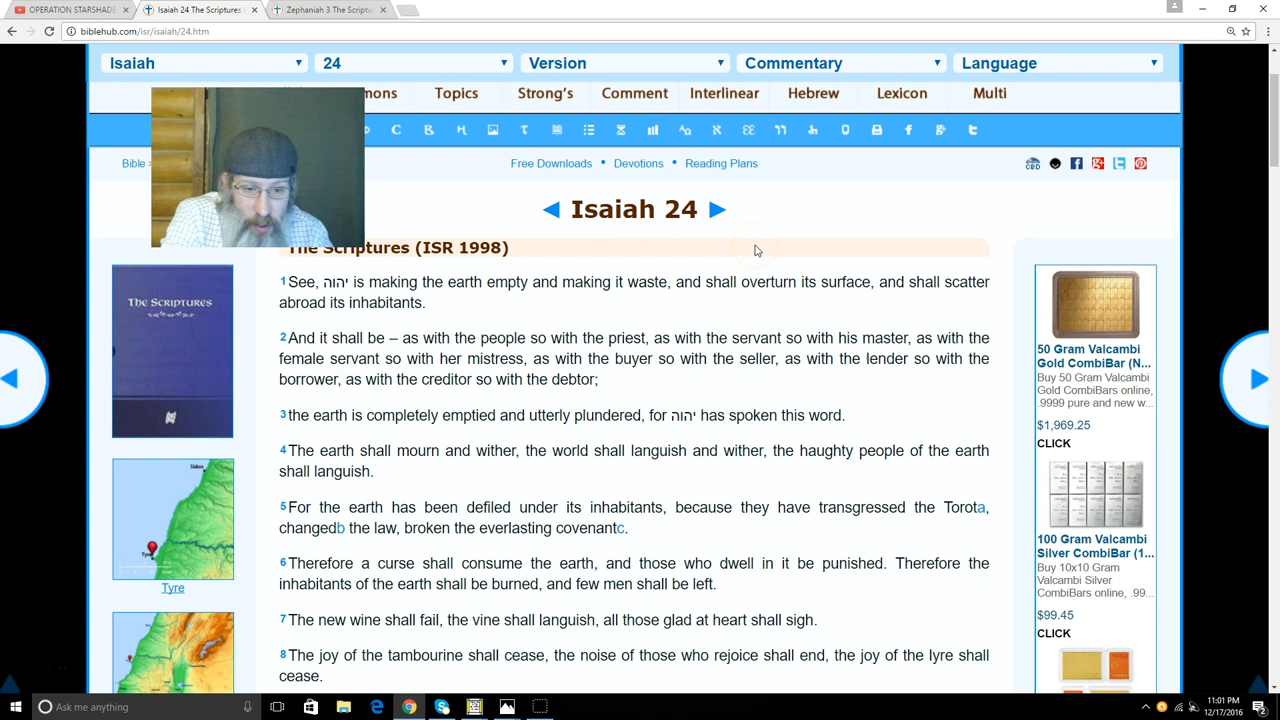 OPERATION STARSHADE
Isaiah 24 The Scriptures
Zephaniah 3 The Scriptu
biblehub.com/isr/isaiah/24.htm
Isaiah 24 Version Commentary Language
mons Topics Strong's Comment Interlinear Hebrew Lexicon Multi
Bible > Free Downloads • Devotions • Reading Plans
CBD
◄ Isaiah 24 ►
The Scriptures (ISR 1998)
1 See, יהוה is making the earth empty and making it waste, and shall overturn its surface, and shall scatter
abroad its inhabitants.
2 And it shall be – as with the people so with the priest, as with the servant so with his master, as with the
female servant so with her mistress, as with the buyer so with the seller, as with the lender so with the
borrower, as with the creditor so with the debtor;
3 the earth is completely emptied and utterly plundered, for יהוה has spoken this word.
4 The earth shall mourn and wither, the world shall languish and wither, the haughty people of the earth
shall languish.
5 For the earth has been defiled under its inhabitants, because they have transgressed the Torota,
changedb the law, broken the everlasting covenantc.
6 Therefore a curse shall consume the earth, and those who dwell in it be punished. Therefore the
inhabitants of the earth shall be burned, and few men shall be left.
7 The new wine shall fail, the vine shall languish, all those glad at heart shall sigh.
8 The joy of the tambourine shall cease, the noise of those who rejoice shall end, the joy of the lyre shall
cease.
THE SCRIPTURES
Sidon
Tyre
Tyre
50 Gram Valcambi
Gold CombiBar (N...
Buy 50 Gram Valcambi
Gold CombiBars online,
.9999 pure and new w...
$1,969.25
CLICK
100 Gram Valcambi
Silver CombiBar (1...
Buy 10x10 Gram
Valcambi Silver
CombiBars online, .99...
$99.45
CLICK
Ask me anything
11:01 PM
12/17/2016
2